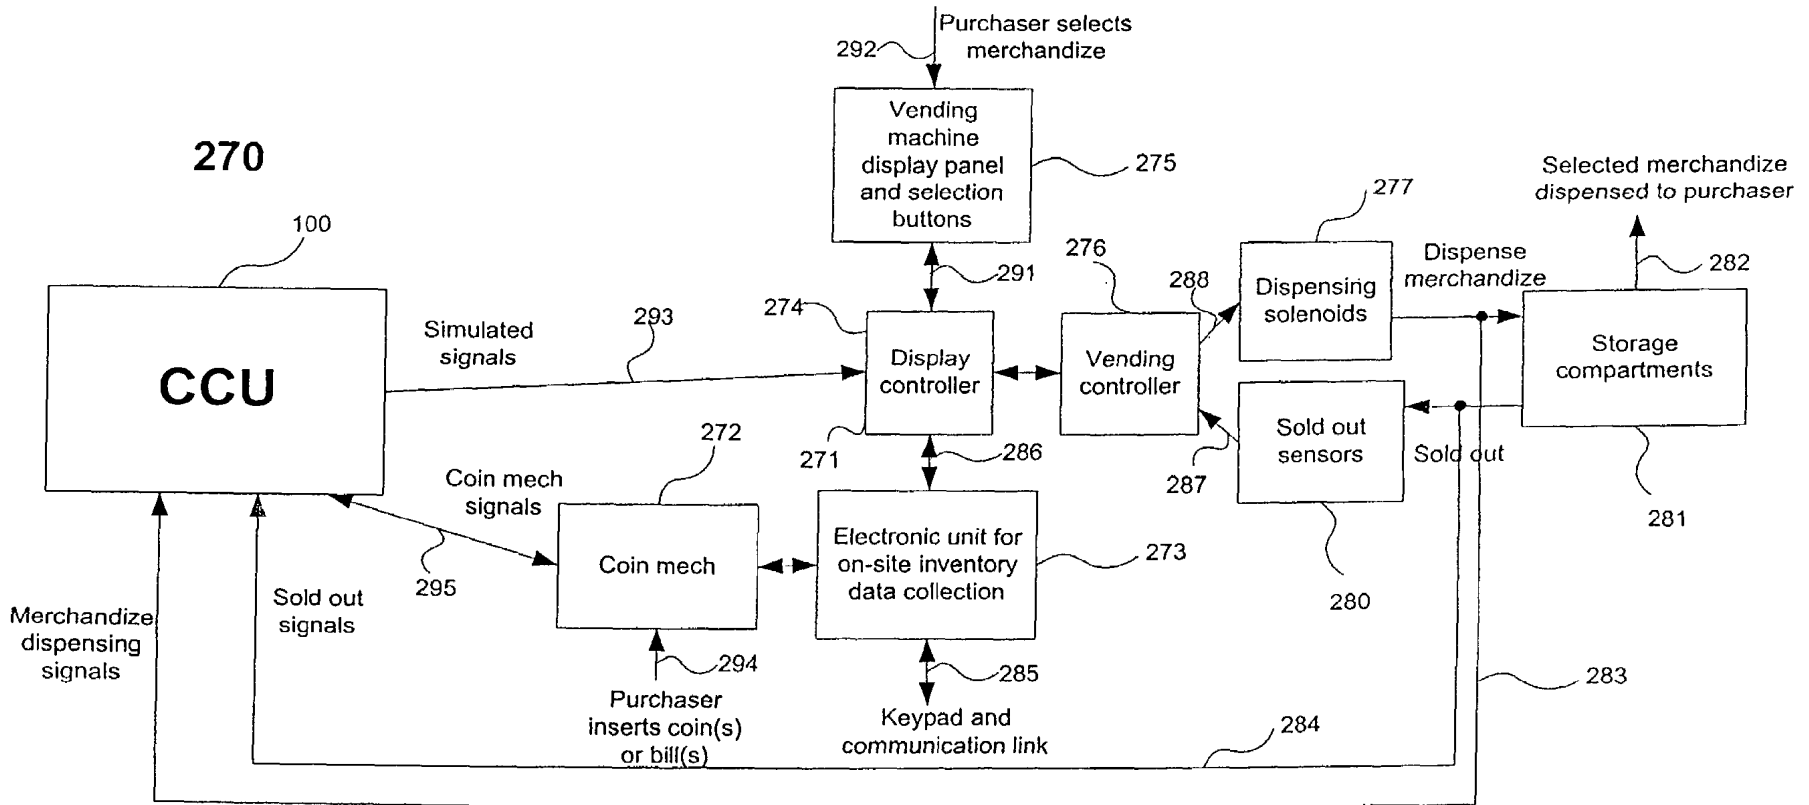 Purchaser selects
merchandize
292
Vending
machine
display panel
and selection
buttons
275
270
100
CCU
Simulated
signals
293
291
274
Display
controller
271
286
276
Vending
controller
288
277
Dispensing
solenoids
Dispense
merchandize
Selected merchandize
dispensed to purchaser
282
Storage
compartments
281
Sold out
sensors
Sold out
287
280
272
Coin mech
signals
Coin mech
295
Electronic unit for
on-site inventory
data collection
273
Sold out
signals
Merchandize
dispensing
signals
294
Purchaser
inserts coin(s)
or bill(s)
285
Keypad and
communication link
283
284